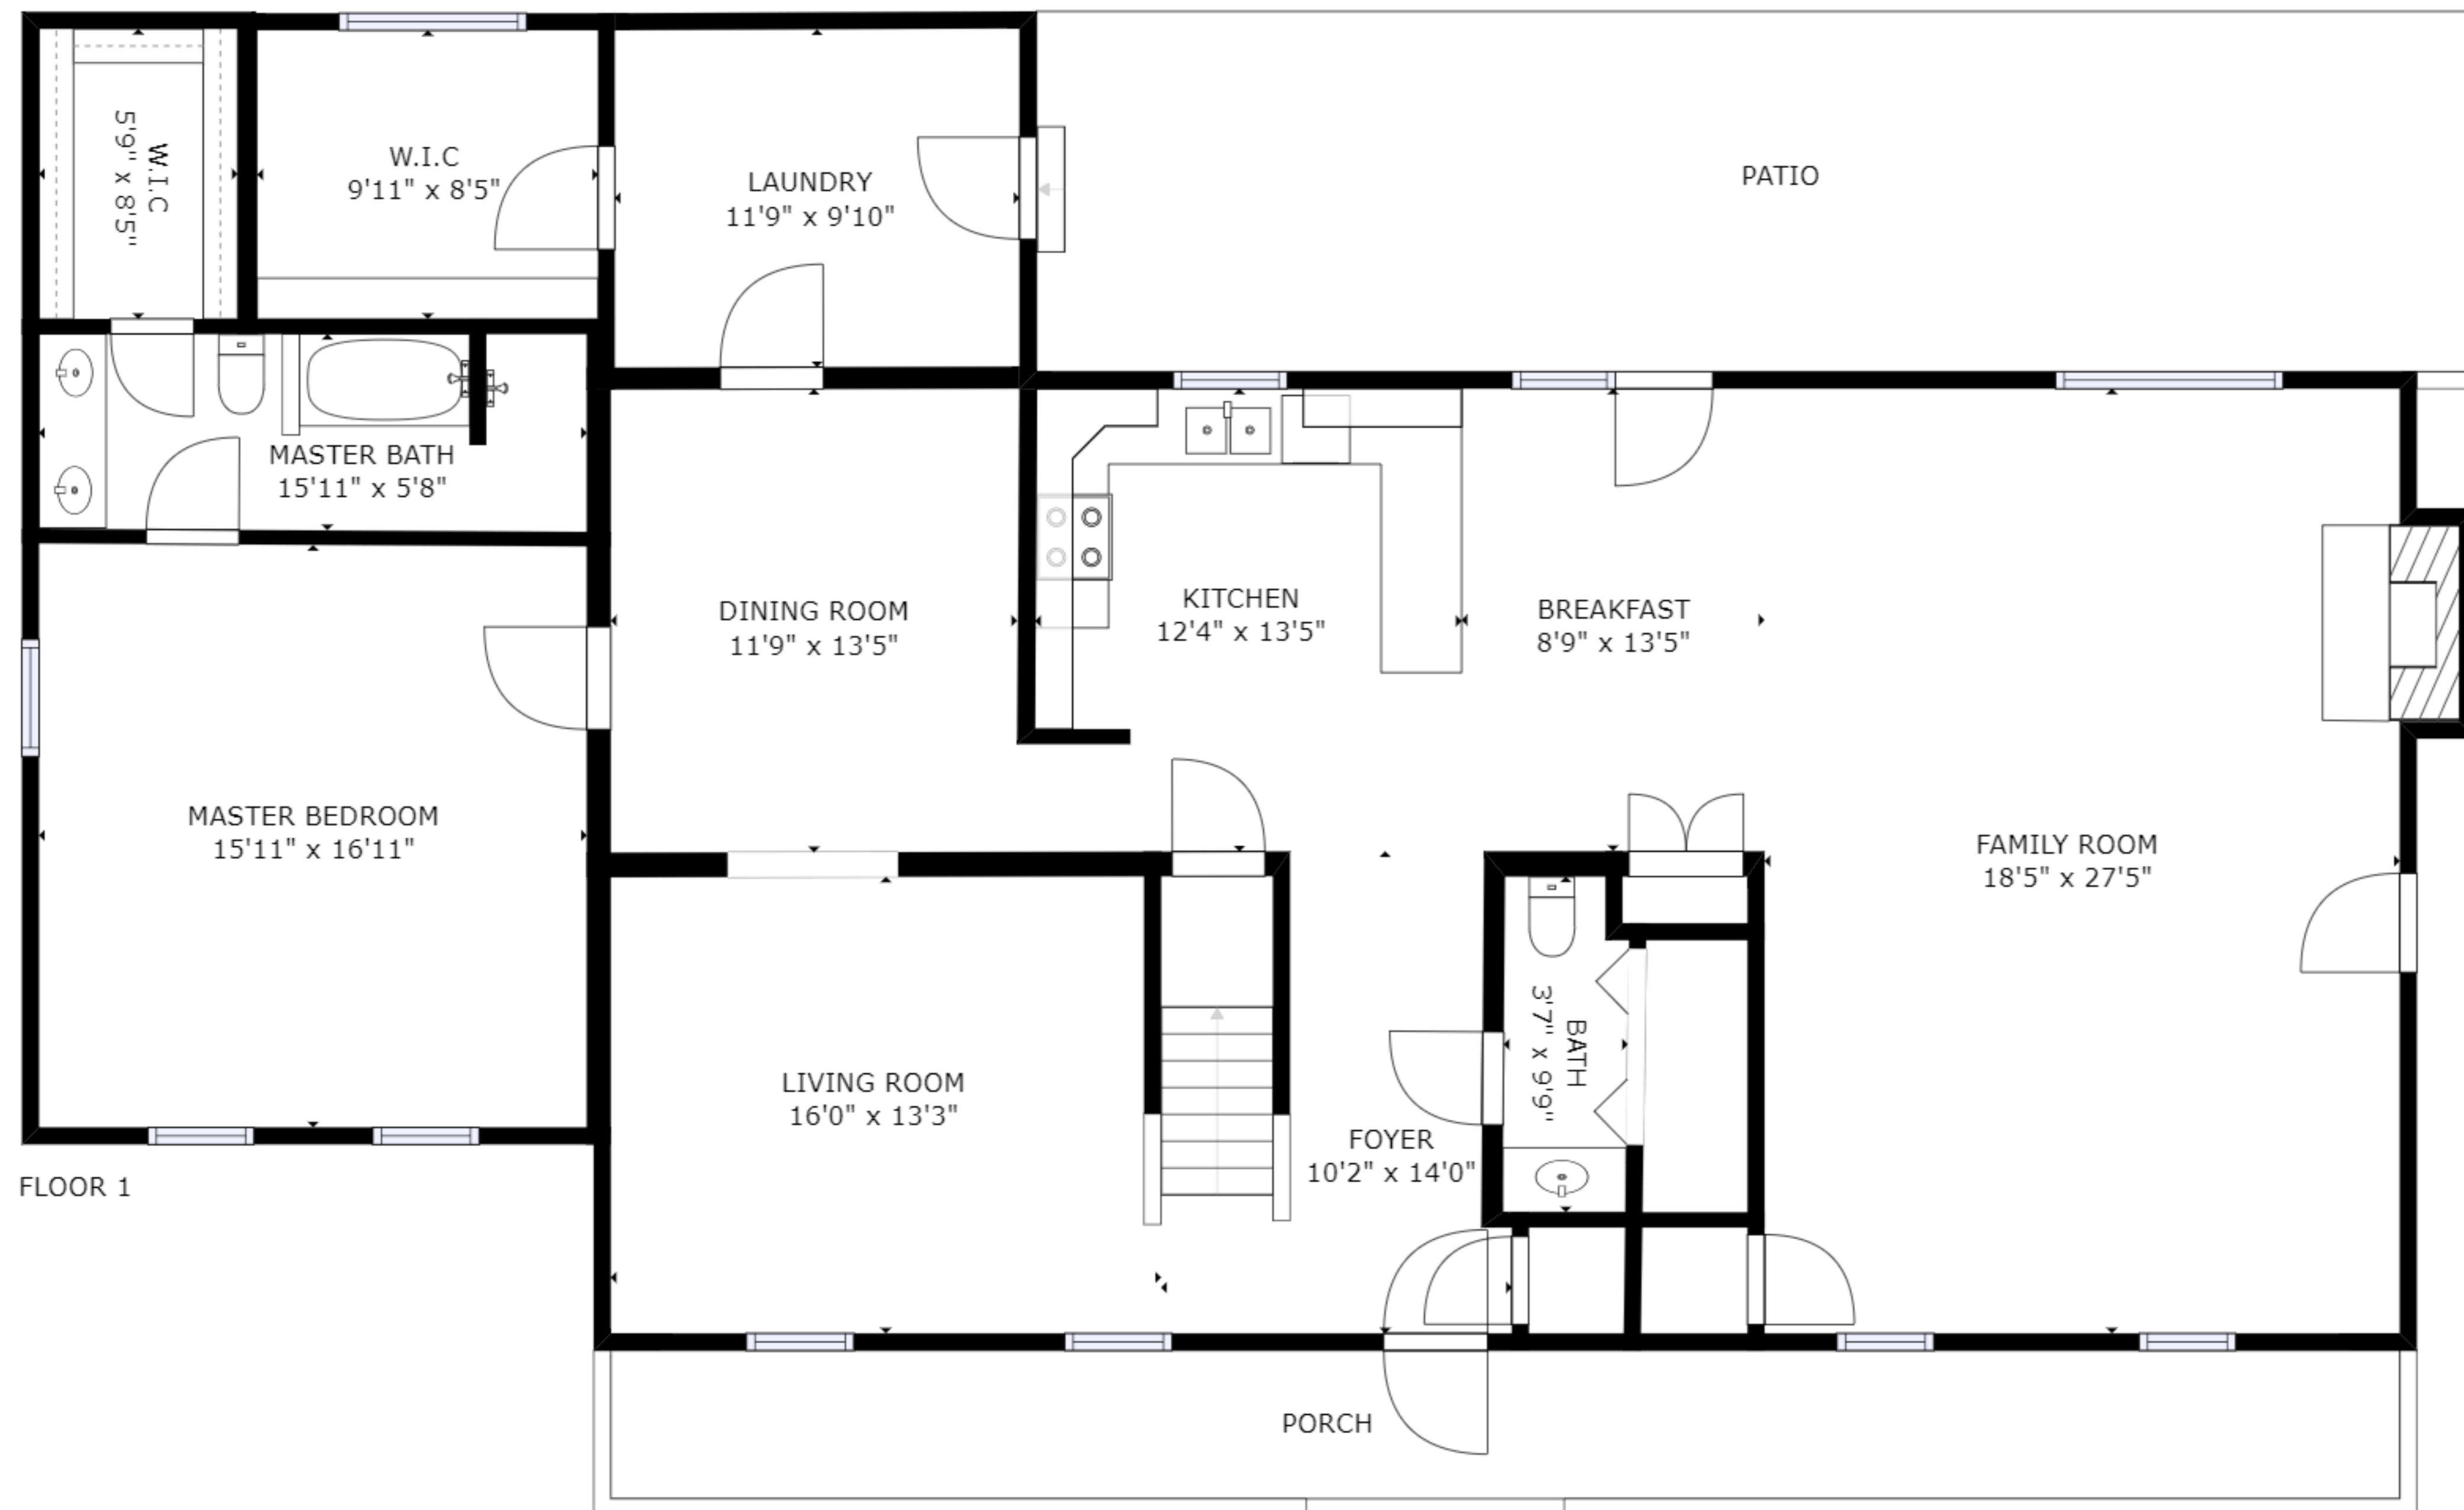 W.I.C
5'9" x 8'5"
W.I.C
9'11" x 8'5"
LAUNDRY
11'9" x 9'10"
PATIO
MASTER BATH
15'11" x 5'8"
DINING ROOM
11'9" x 13'5"
KITCHEN
12'4" x 13'5"
BREAKFAST
8'9" x 13'5"
MASTER BEDROOM
15'11" x 16'11"
FAMILY ROOM
18'5" x 27'5"
LIVING ROOM
16'0" x 13'3"
BATH
3'7" x 9'9"
FOYER
10'2" x 14'0"
FLOOR 1
PORCH